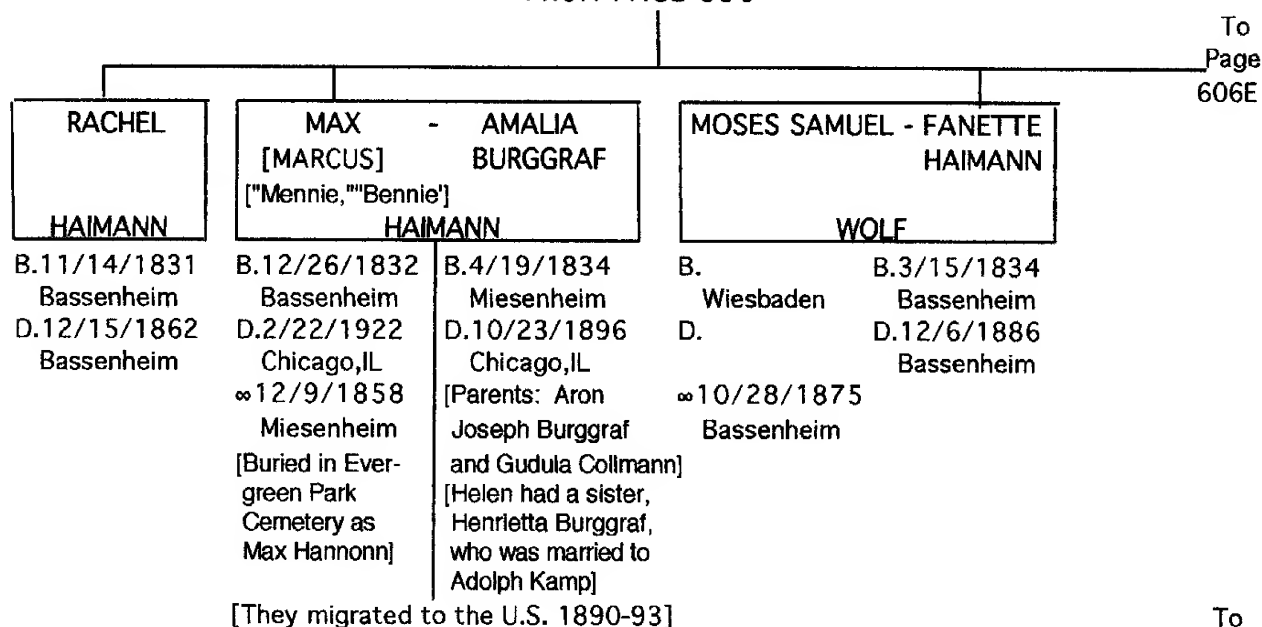 To
Page
606E
RACHEL
HAIMANN
B.11/14/1831
Bassenheim
D.12/15/1862
Bassenheim
MAX - AMALIA
[MARCUS] BURGGRAF
["Mennie,""Bennie']
HAIMANN
B.12/26/1832
Bassenheim
D.2/22/1922
Chicago,IL
∞12/9/1858
Miesenheim
[Buried in Ever-
green Park
Cemetery as
Max Hannonn]
B.4/19/1834
Miesenheim
D.10/23/1896
Chicago,IL
[Parents: Aron
Joseph Burggraf
and Gudula Collmann]
[Helen had a sister,
Henrietta Burggraf,
who was married to
Adolph Kamp]
[They migrated to the U.S. 1890-93]
MOSES SAMUEL - FANETTE
HAIMANN
WOLF
B.
Wiesbaden
D.
∞10/28/1875
Bassenheim
B.3/15/1834
Bassenheim
D.12/6/1886
Bassenheim
To